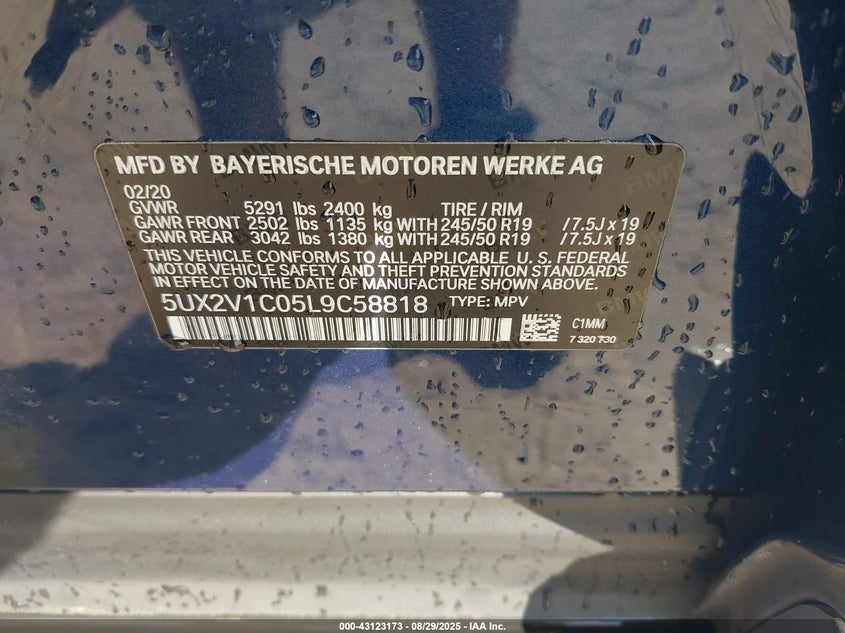 MFD BY BAYERISCHE MOTOREN WERKE AG
02/20
GVWR 5291 lbs 2400 kg TIRE / RIM
GAWR FRONT 2502 lbs 1135 kg WITH 245/50 R19 / 7.5J x 19
GAWR REAR 3042 lbs 1380 kg WITH 245/50 R19 / 7.5J x 19
THIS VEHICLE CONFORMS TO ALL APPLICABLE U. S. FEDERAL
MOTOR VEHICLE SAFETY AND THEFT PREVENTION STANDARDS
IN EFFECT ON THE DATE OF MANUFACTURE SHOWN ABOVE.
5UX2V1C05L9C58818 TYPE: MPV
C1MM
7 320 730
000-43123173 - 08/29/2025 - IAA Inc.